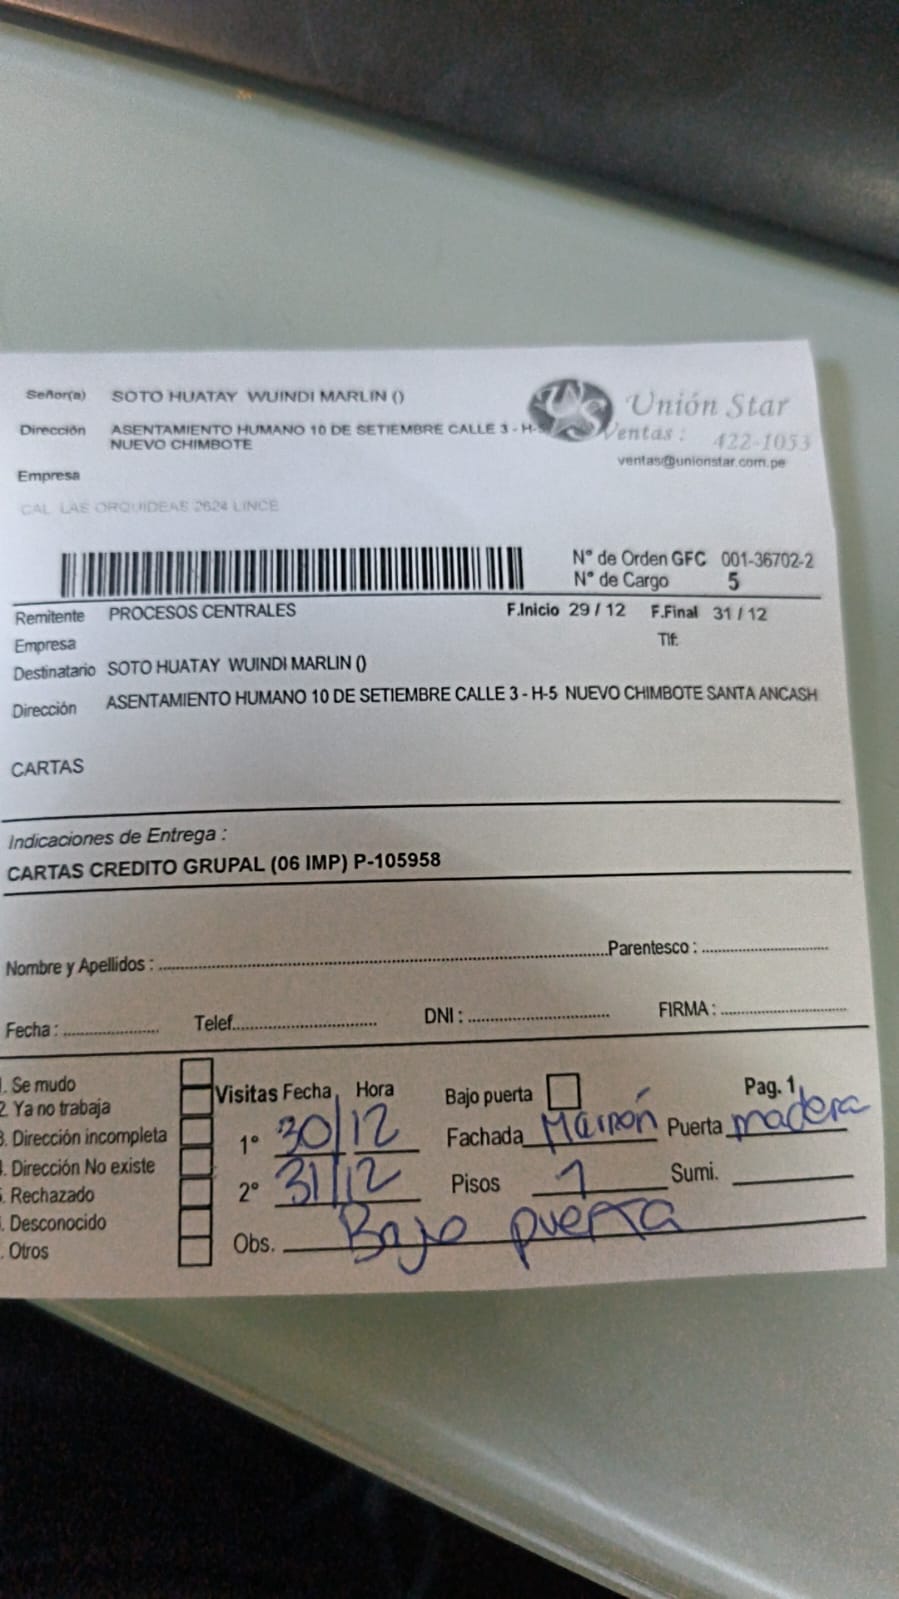 Señor(a) SOTO HUATAY WUINDI MARLIN ()
Dirección ASENTAMIENTO HUMANO 10 DE SETIEMBRE CALLE 3 - H-
NUEVO CHIMBOTE
Empresa
CAL LAS ORQUIDEAS 2624 LINCE
US Unión Star
Ventas : 422-1053
ventas@unionstar.com.pe
N° de Orden GFC 001-36702-2
N° de Cargo 5
Remitente PROCESOS CENTRALES F.Inicio 29 / 12 F.Final 31 / 12
Empresa Tlf:
Destinatario SOTO HUATAY WUINDI MARLIN ()
Dirección ASENTAMIENTO HUMANO 10 DE SETIEMBRE CALLE 3 - H-5 NUEVO CHIMBOTE SANTA ANCASH
CARTAS
Indicaciones de Entrega :
CARTAS CREDITO GRUPAL (06 IMP) P-105958
Nombre y Apellidos : Parentesco :
Fecha : Telef. DNI : FIRMA :
. Se mudo
2. Ya no trabaja
3. Dirección incompleta
. Dirección No existe
. Rechazado
. Desconocido
. Otros
Visitas Fecha Hora Bajo puerta Pag. 1
1° 30/12 Fachada Marrón Puerta madera
2° 31/12 Pisos 1 Sumi.
Obs. Bajo puerta